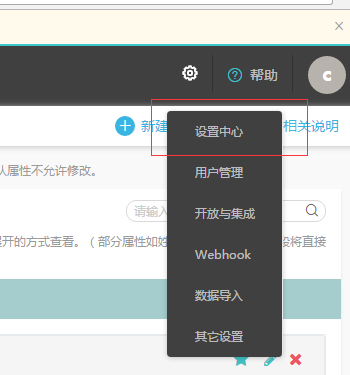 ×
帮助
c
新建
设置中心
相关说明
属性不允许修改。
用户管理
请输入
开放与集成
展开的方式查看。（部分属性如姓
段将直接
Webhook
数据导入
其它设置